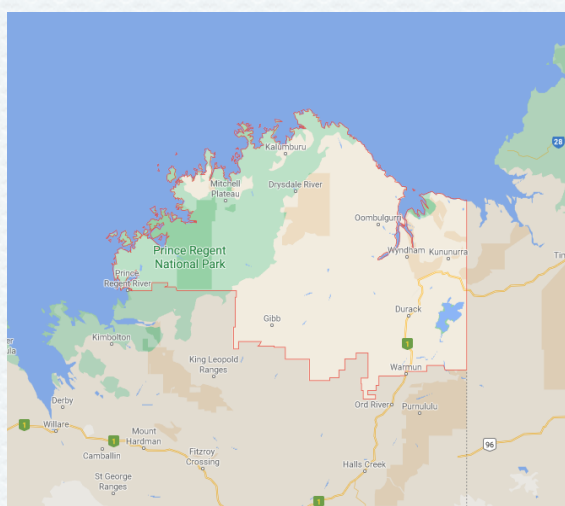 Kalumburu
28
Mitchell
Plateau
Drysdale River
Oombulgurri
Prince Regent
National Park
Wyndham
Kununurra
Prince
Regent River
Gibb
Durack
Kimbolton
1
King Leopold
Ranges
Warmun
Derby
Ord River
Purnululu
1
Willare
Mount
Hardman
1
96
Camballin
Fitzroy
Crossing
Halls Creek
St George
Ranges
1